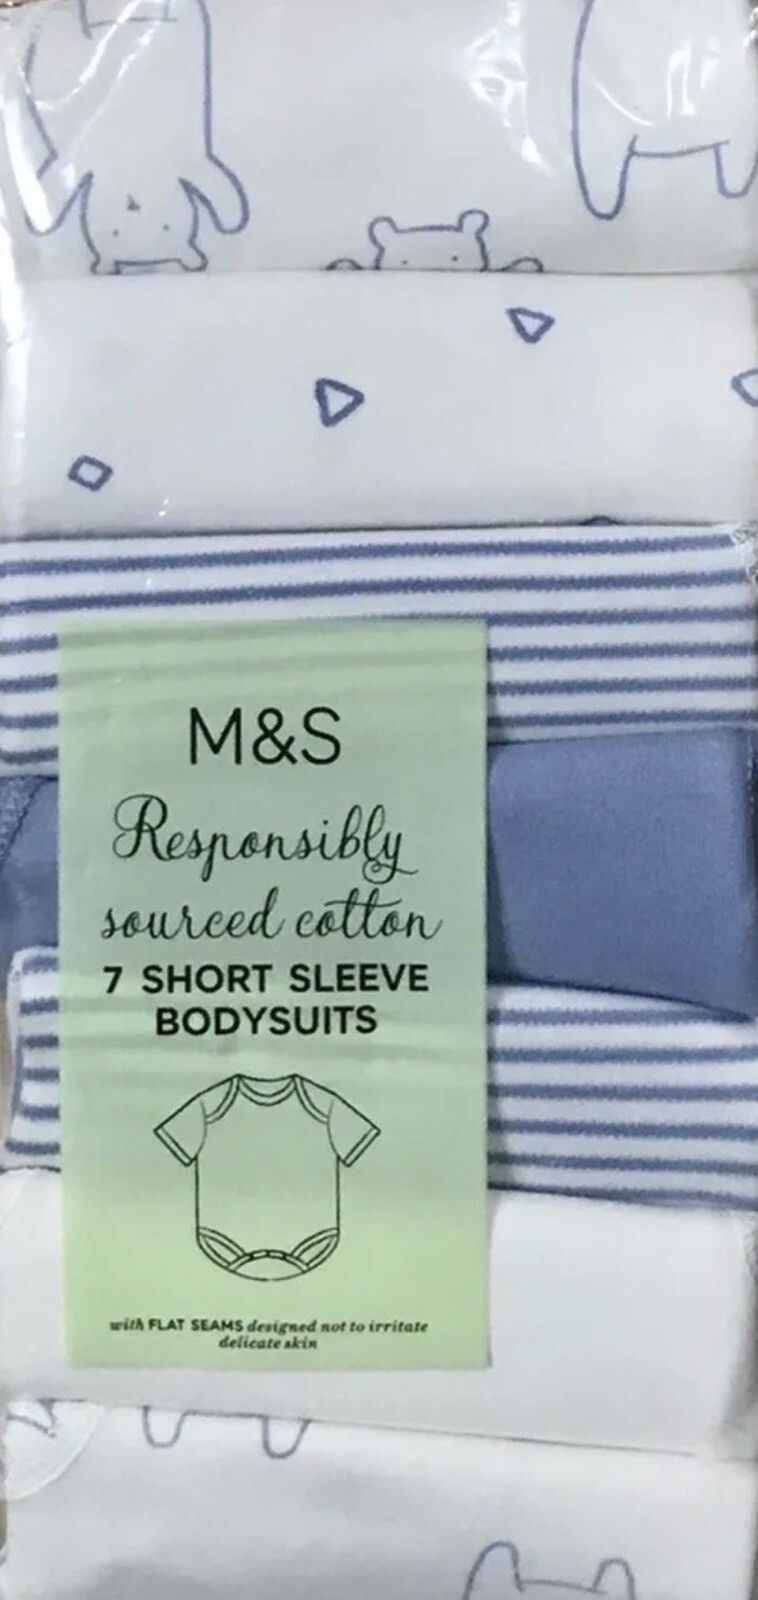 M&S
Responsibly
sourced cotton
7 SHORT SLEEVE
BODYSUITS
with FLAT SEAMS designed not to irritate
delicate skin